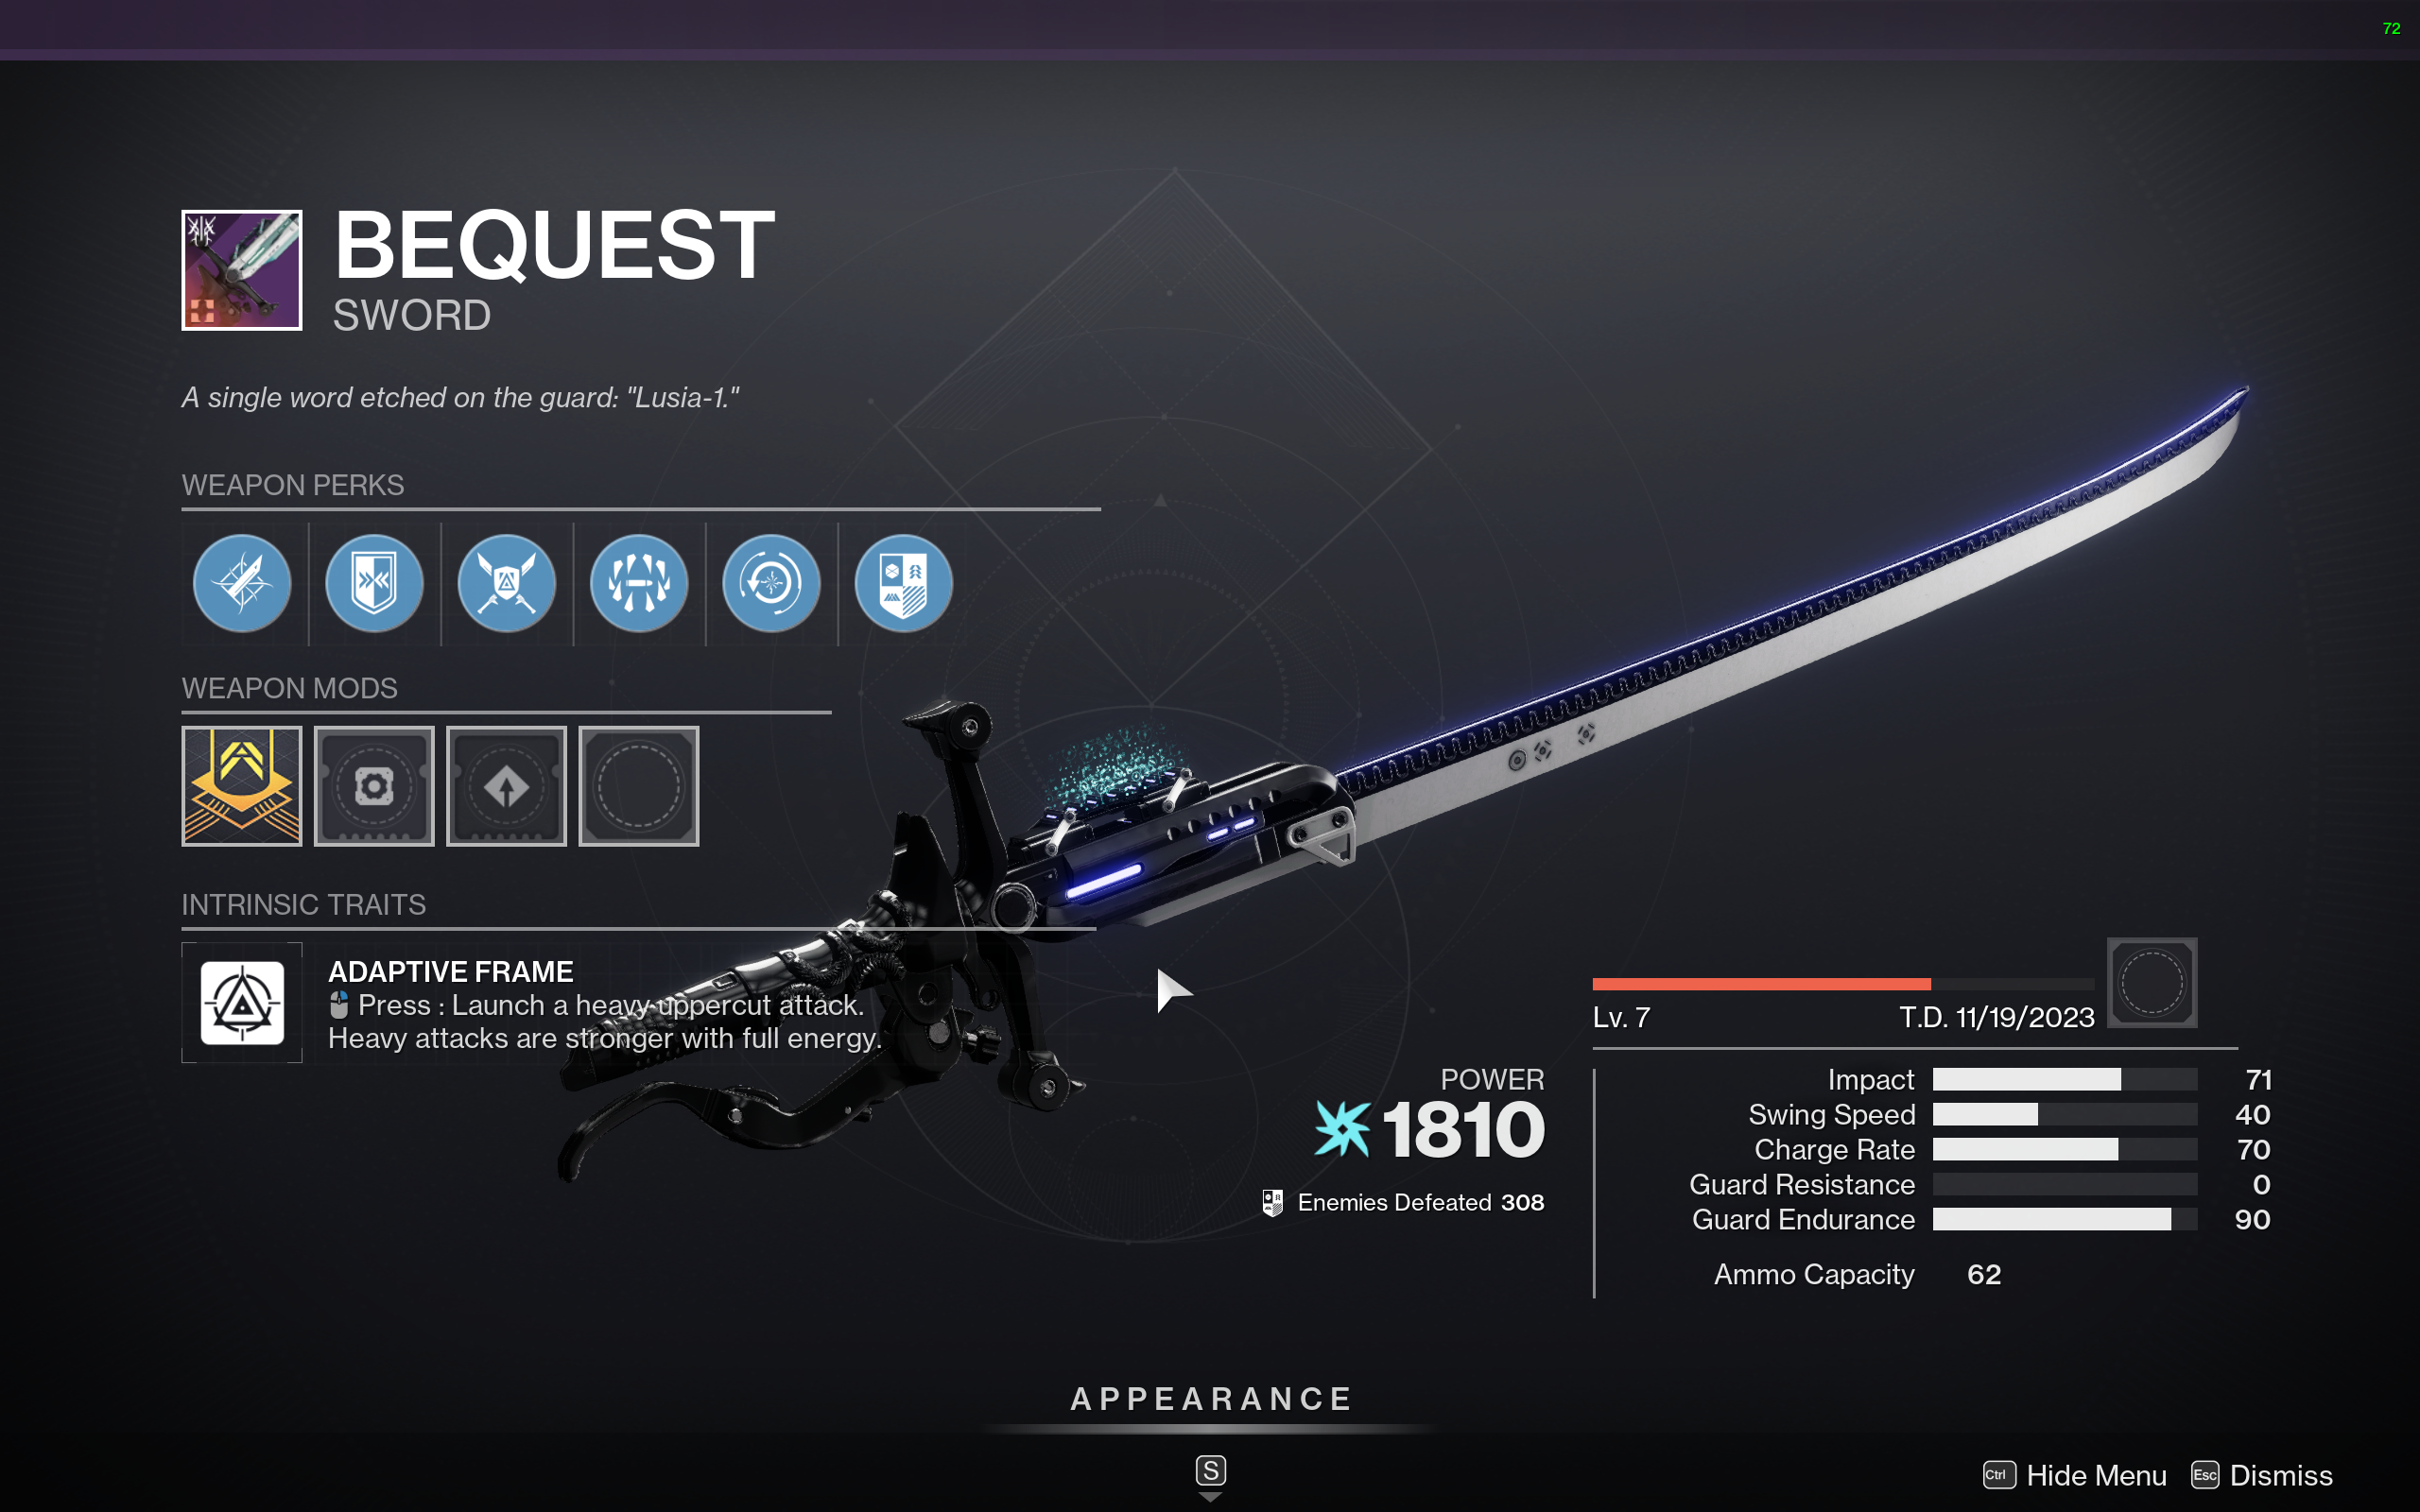 72
BEQUEST
SWORD
A single word etched on the guard: "Lusia-1."
WEAPON PERKS
WEAPON MODS
INTRINSIC TRAITS
ADAPTIVE FRAME
Press : Launch a heavy uppercut attack.
Heavy attacks are stronger with full energy.
Lv. 7
T.D. 11/19/2023
POWER
1810
Enemies Defeated 308
Impact 71
Swing Speed 40
Charge Rate 70
Guard Resistance 0
Guard Endurance 90
Ammo Capacity 62
APPEARANCE
S
Ctrl Hide Menu Esc Dismiss